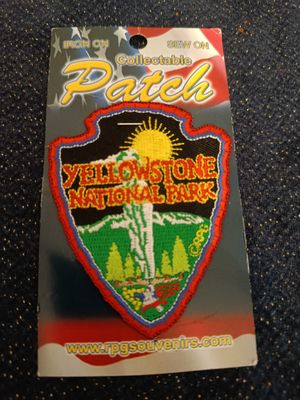 IRON ON SEW ON
Collectable
Patch
YELLOWSTONE
NATIONAL PARK
www.rpgsouvenirs.com